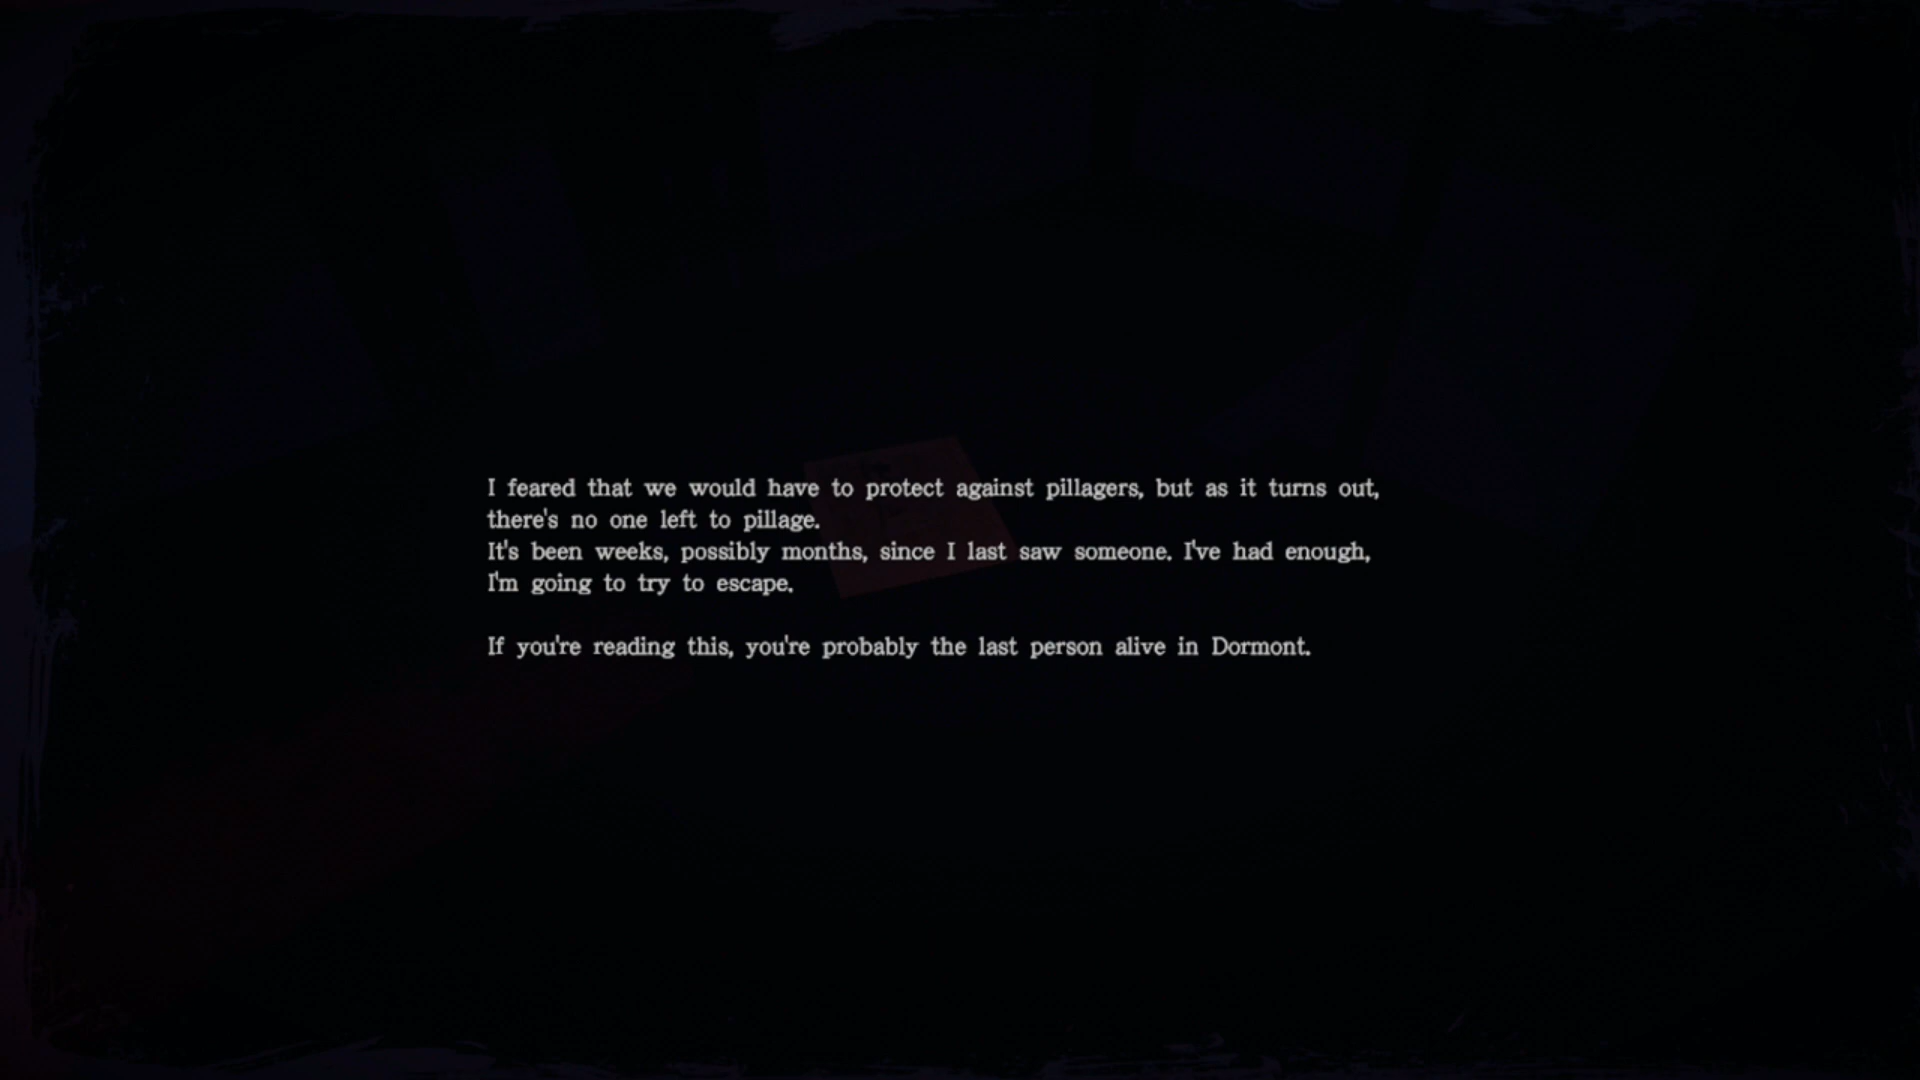 I feared that we would have to protect against pillagers, but as it turns out,
there's no one left to pillage.
It's been weeks, possibly months, since I last saw someone. I've had enough,
I'm going to try to escape.
If you're reading this, you're probably the last person alive in Dormont.